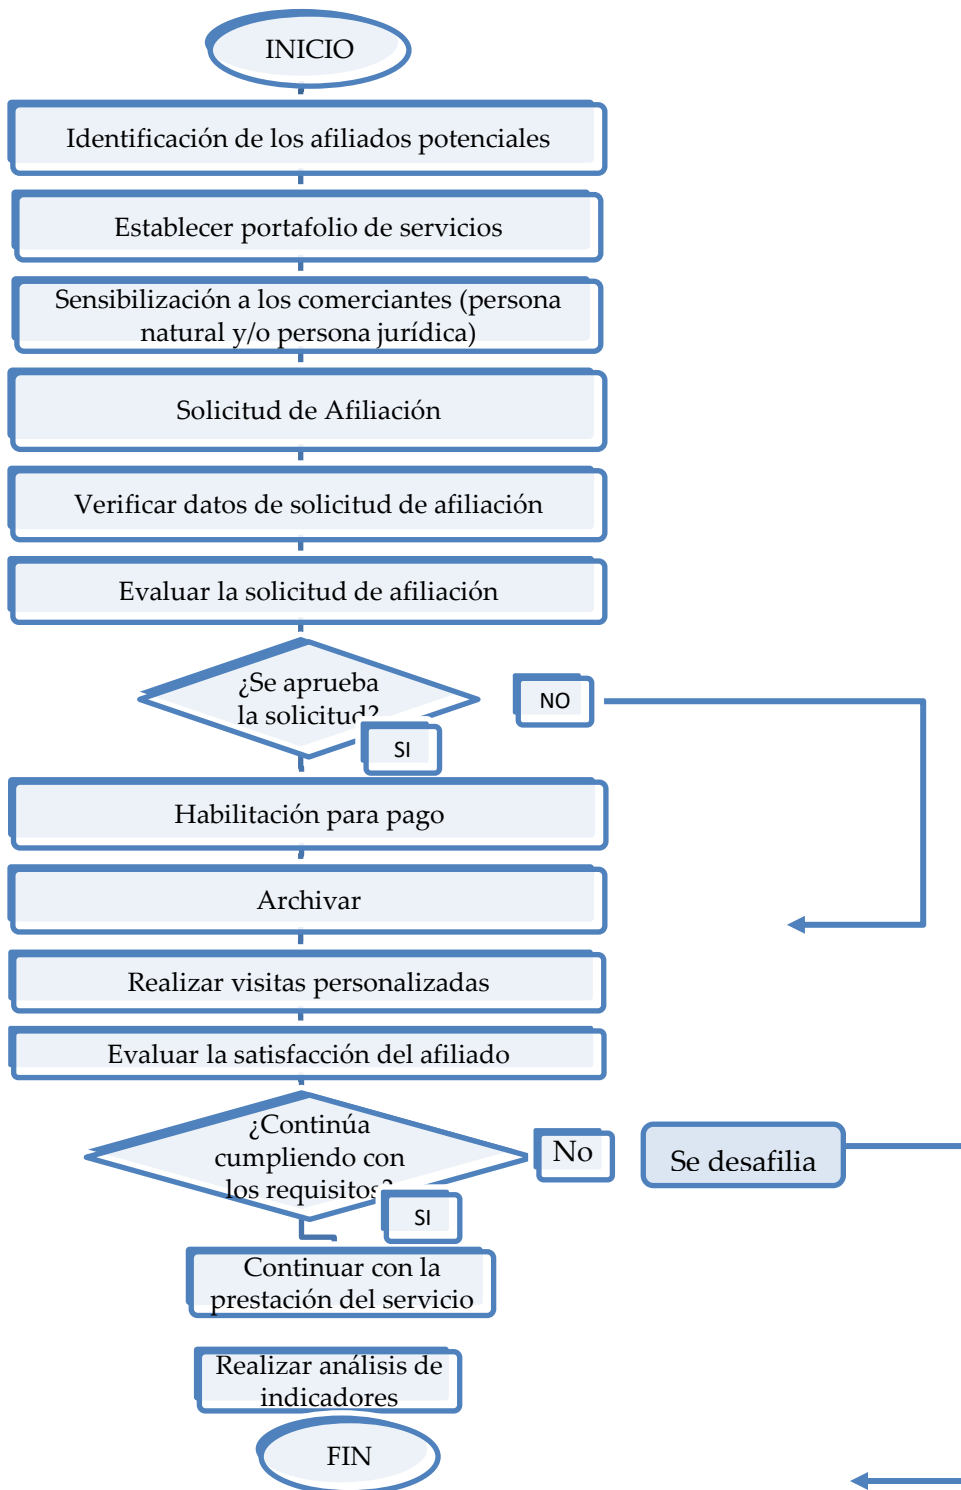 INICIO
Identificación de los afiliados potenciales
Establecer portafolio de servicios
Sensibilización a los comerciantes (persona
natural y/o persona jurídica)
Solicitud de Afiliación
Verificar datos de solicitud de afiliación
Evaluar la solicitud de afiliación
¿Se aprueba
la solicitud?
NO
SI
Habilitación para pago
Archivar
Realizar visitas personalizadas
Evaluar la satisfacción del afiliado
¿Continúa
cumpliendo con
los requisitos?
No
Se desafilia
SI
Continuar con la
prestación del servicio
Realizar análisis de
indicadores
FIN